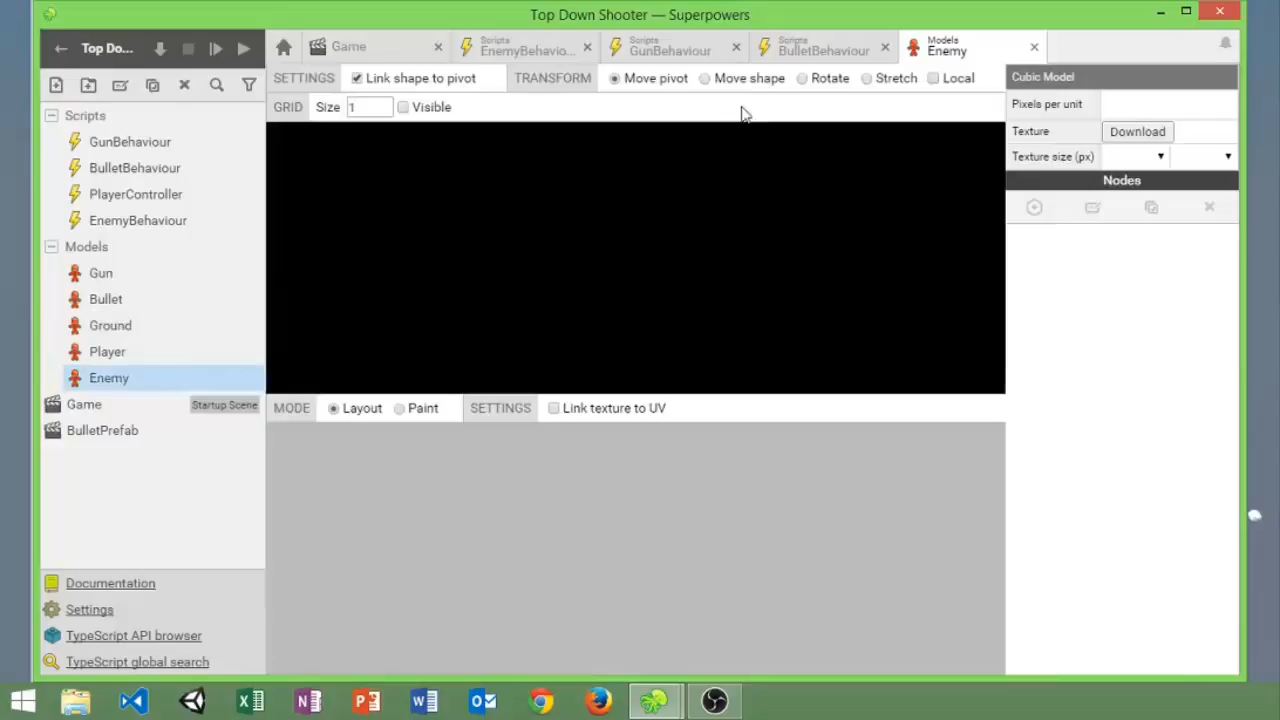 Top Down Shooter — Superpowers
Top Do...
Game
Scripts
EnemyBehavio...
Scripts
GunBehaviour
Scripts
BulletBehaviour
Models
Enemy
SETTINGS
Link shape to pivot
TRANSFORM
Move pivot
Move shape
Rotate
Stretch
Local
GRID
Size
1
Visible
Cubic Model
Pixels per unit
Texture
Download
Texture size (px)
Nodes
Scripts
GunBehaviour
BulletBehaviour
PlayerController
EnemyBehaviour
Models
Gun
Bullet
Ground
Player
Enemy
Game
Startup Scene
BulletPrefab
MODE
Layout
Paint
SETTINGS
Link texture to UV
Documentation
Settings
TypeScript API browser
TypeScript global search